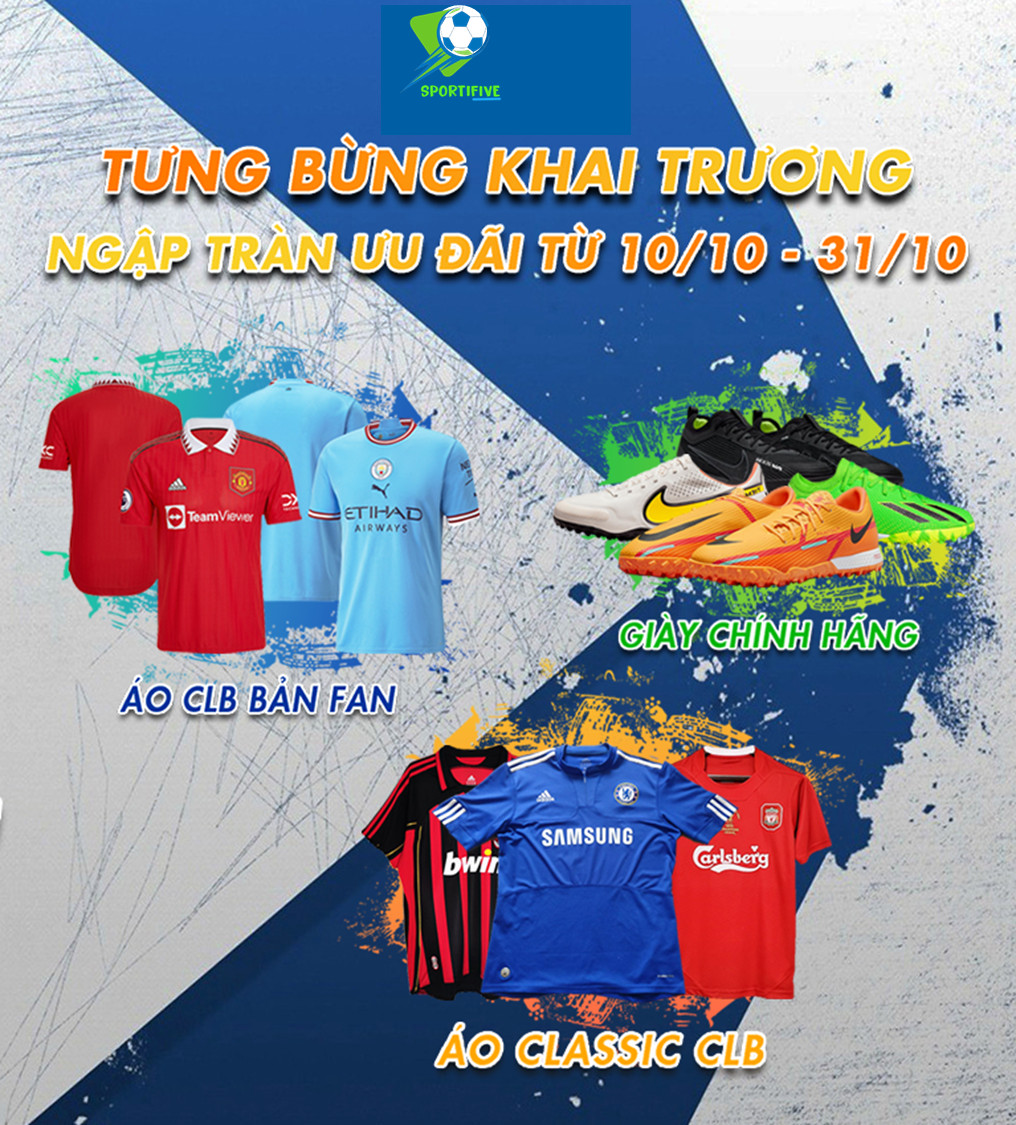 SPORTIFIVE
TƯNG BỪNG KHAI TRƯƠNG
NGẬP TRÀN ƯU ĐÃI TỪ 10/10 - 31/10
TeamViewer
ETIHAD
AIRWAYS
GIÀY CHÍNH HÃNG
ÁO CLB BẢN FAN
adidas
bwin
SAMSUNG
Carlsberg
ÁO CLASSIC CLB